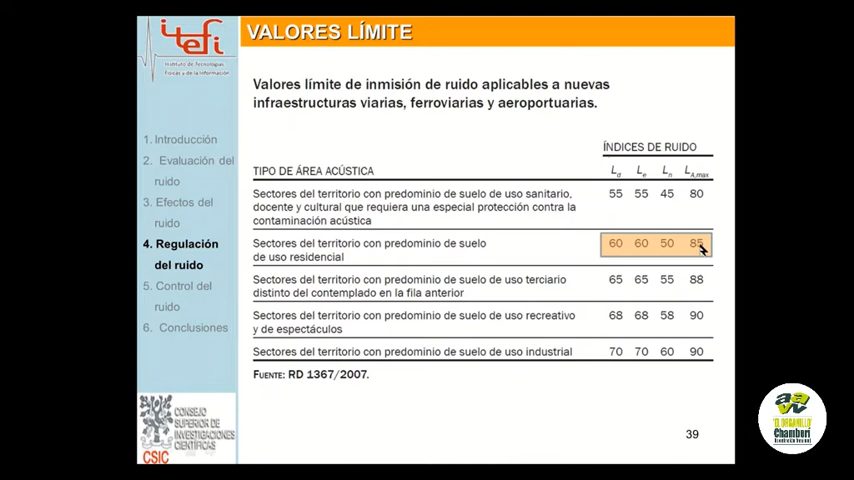 itefi
Instituto de Tecnologías
Físicas y de la Información
VALORES LÍMITE
1. Introducción
2. Evaluación del
ruido
3. Efectos del
ruido
4. Regulación
del ruido
5. Control del
ruido
6. Conclusiones
Valores límite de inmisión de ruido aplicables a nuevas
infraestructuras viarias, ferroviarias y aeroportuarias.
ÍNDICES DE RUIDO
TIPO DE ÁREA ACÚSTICA Ld Le Ln LA,max
Sectores del territorio con predominio de suelo de uso sanitario, 55 55 45 80
docente y cultural que requiera una especial protección contra la
contaminación acústica
Sectores del territorio con predominio de suelo 60 60 50 85
de uso residencial
Sectores del territorio con predominio de suelo de uso terciario 65 65 55 88
distinto del contemplado en la fila anterior
Sectores del territorio con predominio de suelo de uso recreativo 68 68 58 90
y de espectáculos
Sectores del territorio con predominio de suelo de uso industrial 70 70 60 90
FUENTE: RD 1367/2007.
CONSEJO
SUPERIOR DE
INVESTIGACIONES
CIENTÍFICAS
CSIC
39
aavv
"EL ORGANILLO"
Chamberí